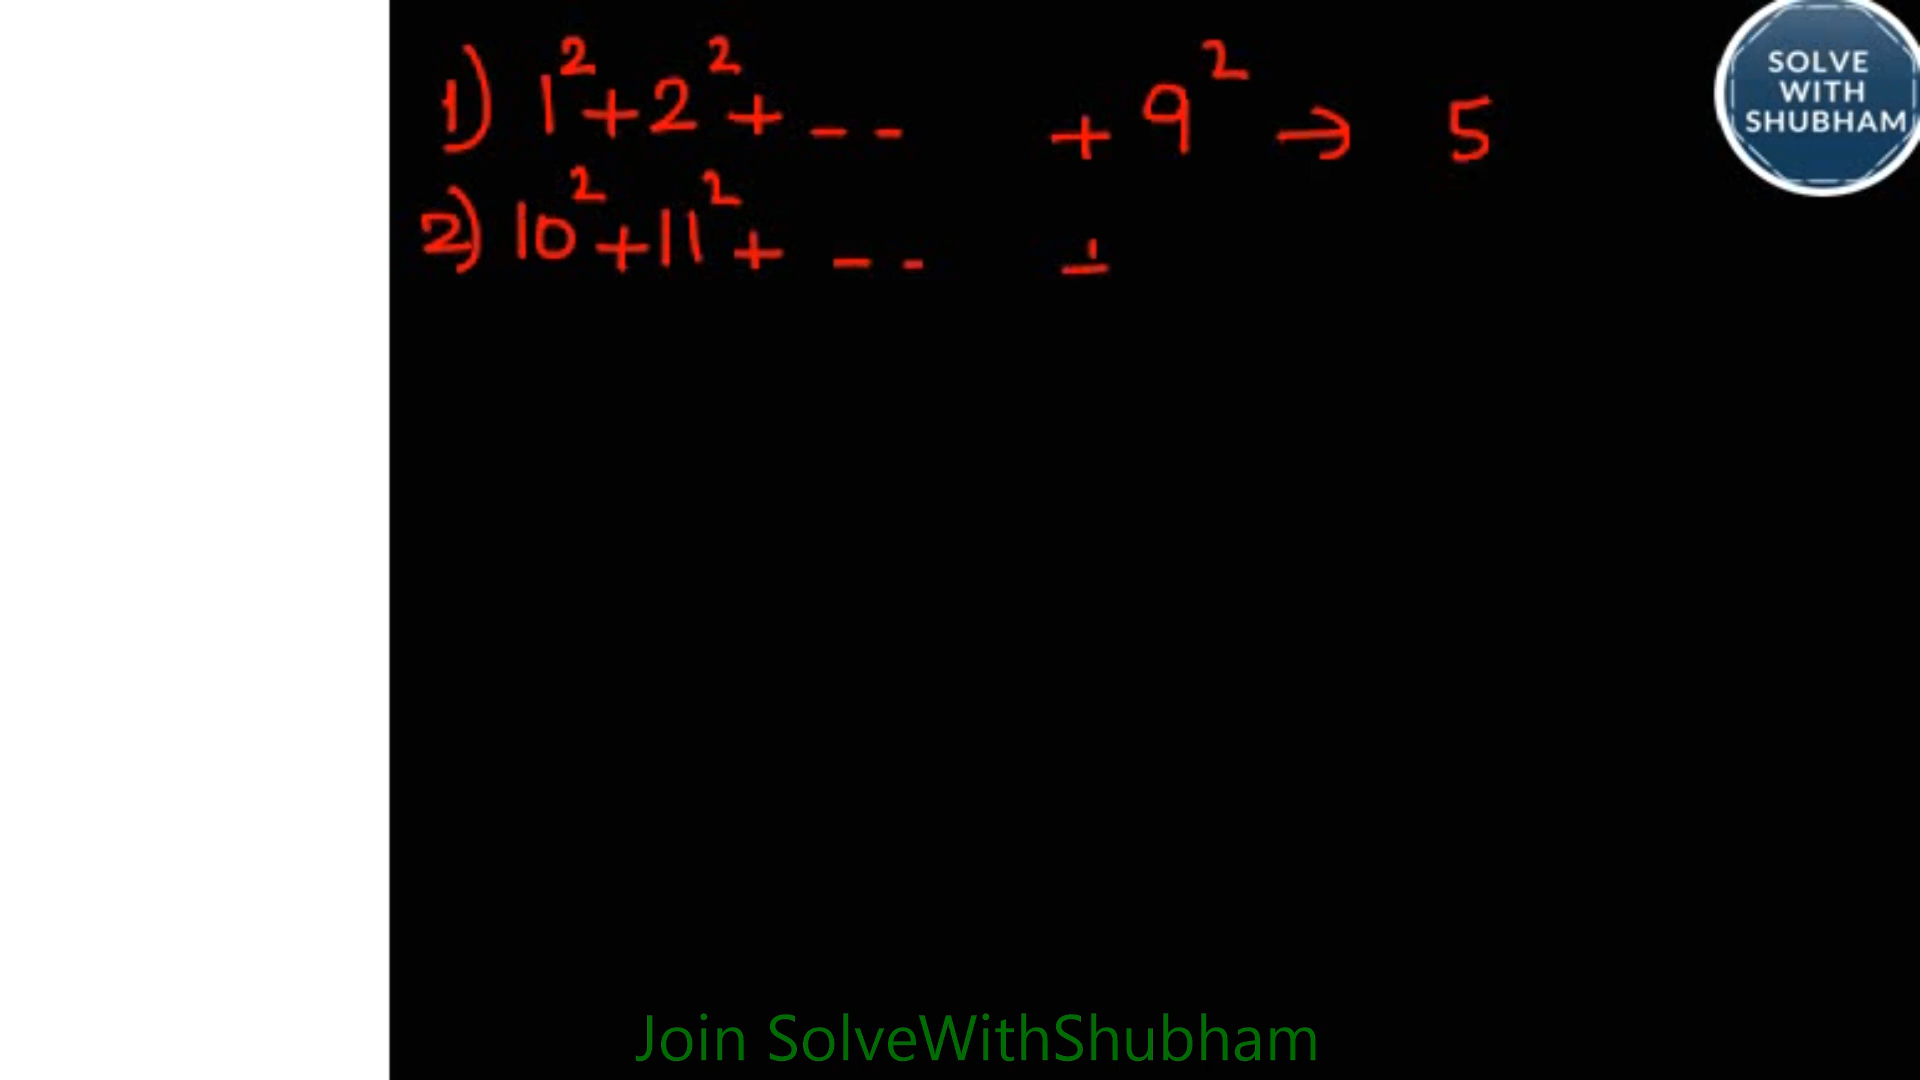 1) 1²+2²+-- +9² → 5
2) 10²+11²+ -- +
SOLVE
WITH
SHUBHAM
Join SolveWithShubham